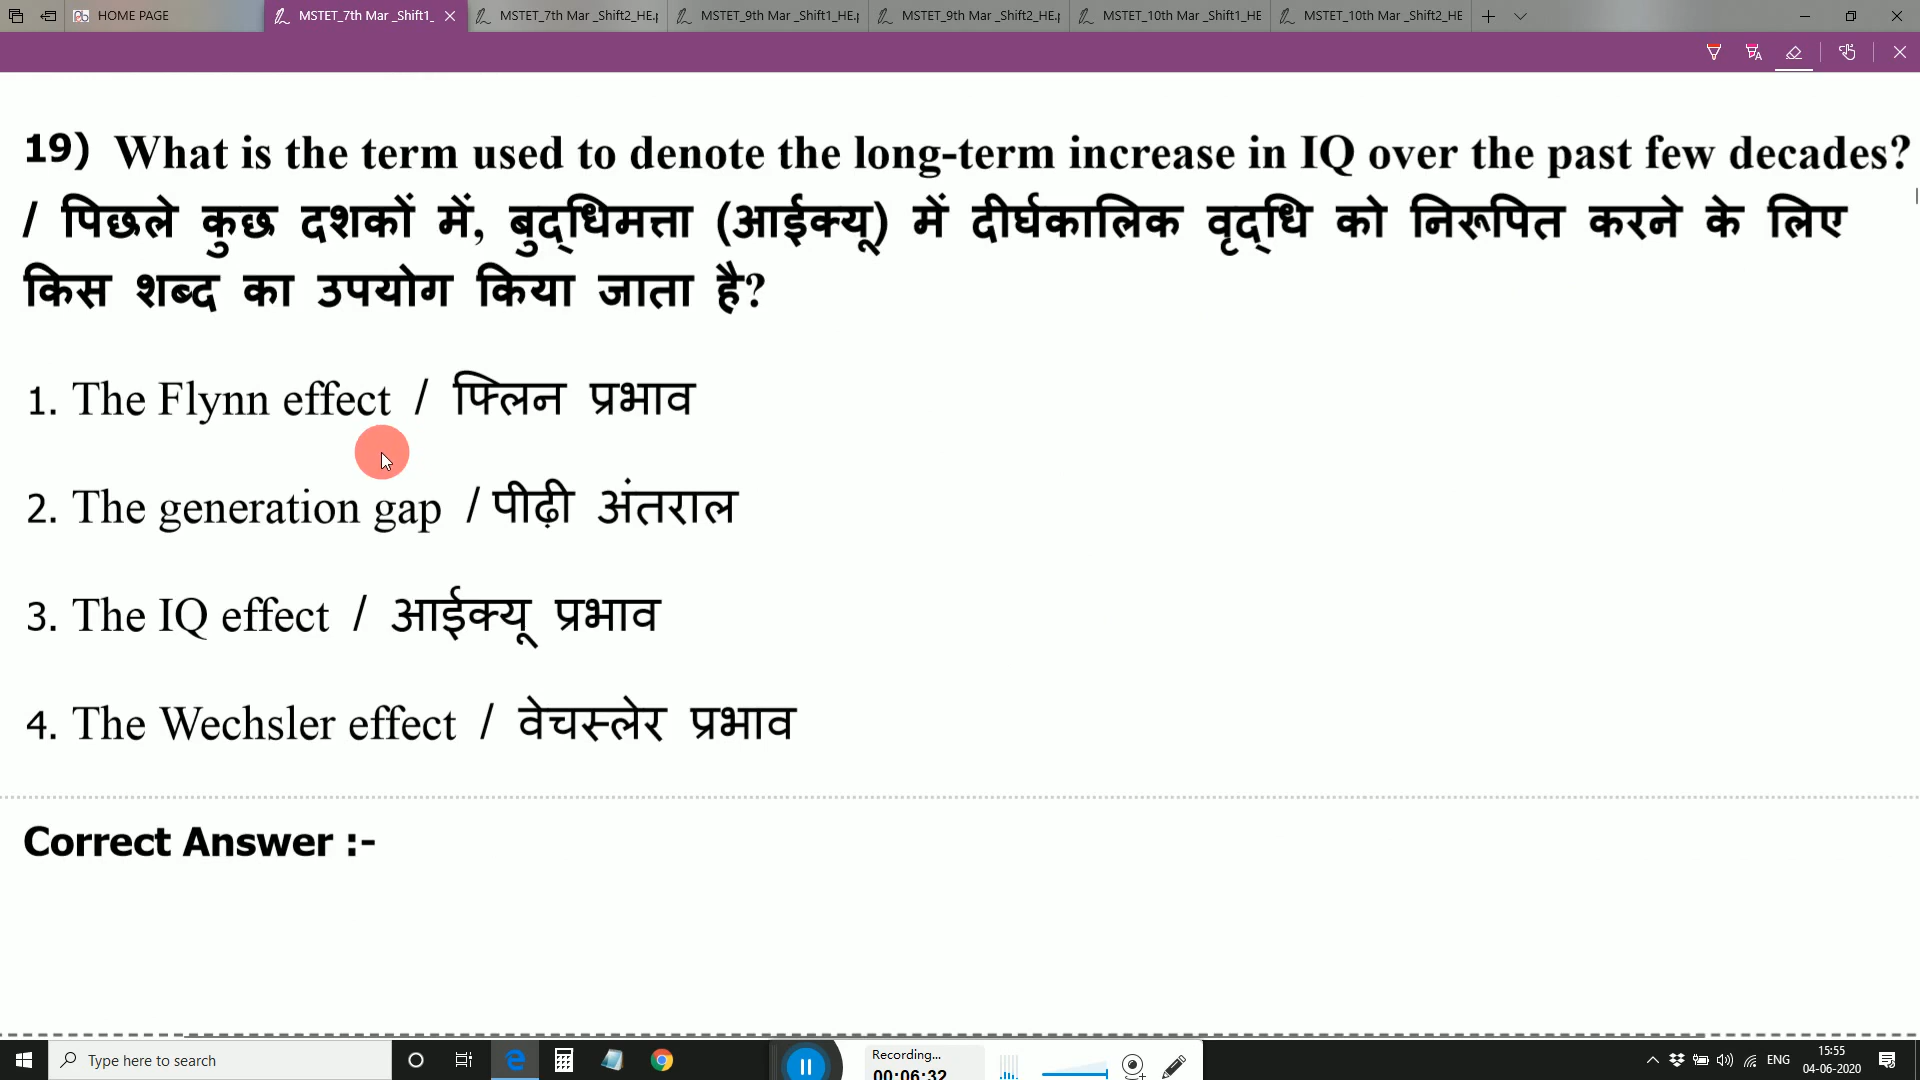 HOME PAGE MSTET_7th Mar _Shift1_ MSTET_7th Mar _Shift2_HE.p MSTET_9th Mar _Shift1_HE.p MSTET_9th Mar _Shift2_HE.p MSTET_10th Mar _Shift1_HE MSTET_10th Mar _Shift2_HE
19) What is the term used to denote the long-term increase in IQ over the past few decades?
/ पिछले कुछ दशकों में, बुद्धिमत्ता (आईक्यू) में दीर्घकालिक वृद्धि को निरूपित करने के लिए
किस शब्द का उपयोग किया जाता है?
1. The Flynn effect / फ्लिन प्रभाव
2. The generation gap / पीढ़ी अंतराल
3. The IQ effect / आईक्यू प्रभाव
4. The Wechsler effect / वेचस्लेर प्रभाव
Correct Answer :-
Type here to search
Recording...
00:06:32
ENG
15:55
04-06-2020